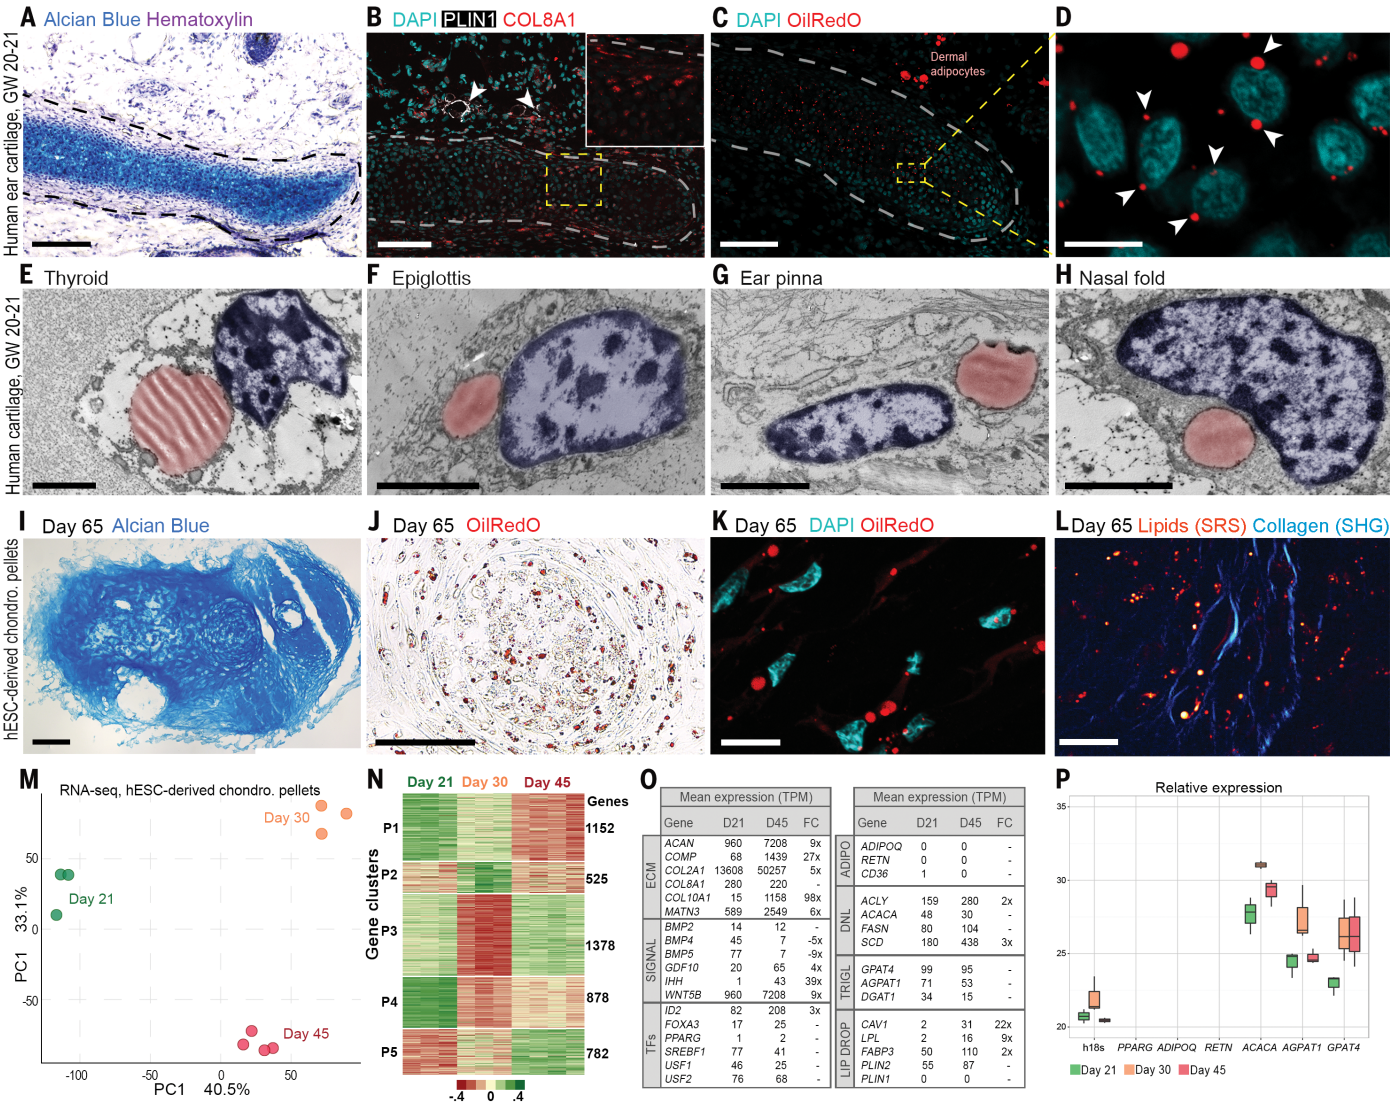 A Alcian Blue Hematoxylin
B DAPI PLIN1 COL8A1
C DAPI OilRedO
D
Human ear cartilage, GW 20-21
Dermal
adipocytes
E Thyroid
F Epiglottis
G Ear pinna
H Nasal fold
Human cartilage, GW 20-21
I Day 65 Alcian Blue
J Day 65 OilRedO
K Day 65 DAPI OilRedO
L Day 65 Lipids (SRS) Collagen (SHG)
hESC-derived chondro. pellets
M
RNA-seq, hESC-derived chondro. pellets
Day 30
Day 21
Day 45
50
0
-50
PC1 33.1%
-100
-50
0
50
PC1 40.5%
N Day 21 Day 30 Day 45
Genes
Gene clusters
P1 1152
P2 525
P3 1378
P4 878
P5 782
-.4 0 .4
O
Mean expression (TPM)
Gene D21 D45 FC
ECM
ACAN 960 7208 9x
COMP 68 1439 27x
COL2A1 13608 50257 5x
COL8A1 280 220 -
COL10A1 15 1158 98x
MATN3 589 2549 6x
SIGNAL
BMP2 14 12 -
BMP4 45 7 -5x
BMP5 77 7 -9x
GDF10 20 65 4x
IHH 1 43 39x
WNT5B 960 7208 9x
TFs
ID2 82 208 3x
FOXA3 17 25 -
PPARG 1 2 -
SREBF1 77 41 -
USF1 46 25 -
USF2 76 68 -
Mean expression (TPM)
Gene D21 D45 FC
ADIPO
ADIPOQ 0 0 -
RETN 0 0 -
CD36 1 0 -
DNL
ACLY 159 280 2x
ACACA 48 30 -
FASN 80 104 -
SCD 180 438 3x
TRIGL
GPAT4 99 95 -
AGPAT1 71 53 -
DGAT1 34 15 -
LIP DROP
CAV1 2 31 22x
LPL 2 16 9x
FABP3 50 110 2x
PLIN2 55 87 -
PLIN1 0 0 -
P
Relative expression
35
30
25
20
h18s PPARG ADIPOQ RETN ACACA AGPAT1 GPAT4
Day 21 Day 30 Day 45